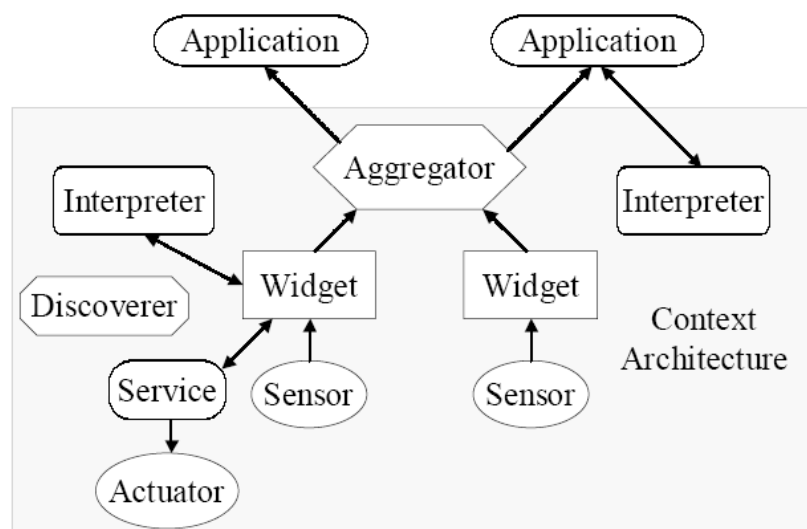 Application
Application
Aggregator
Interpreter
Interpreter
Widget
Widget
Discoverer
Context
Architecture
Service
Sensor
Sensor
Actuator